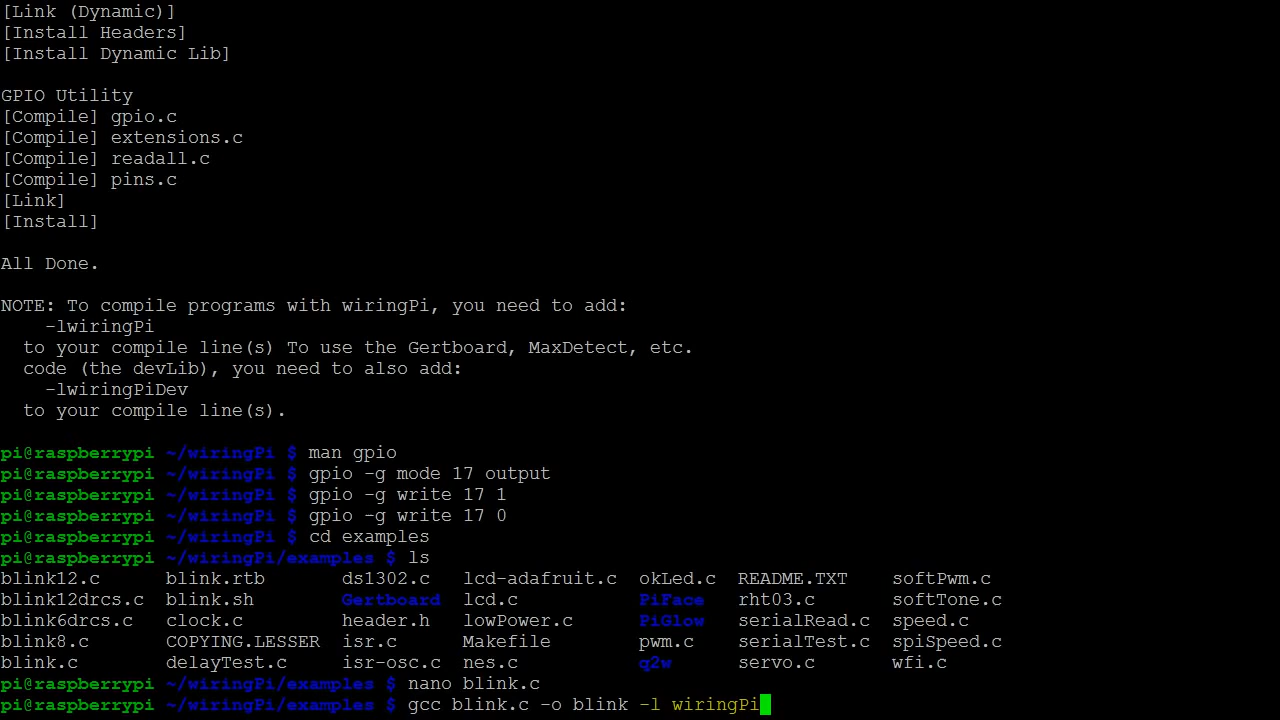 [Link (Dynamic)]
[Install Headers]
[Install Dynamic Lib]
GPIO Utility
[Compile] gpio.c
[Compile] extensions.c
[Compile] readall.c
[Compile] pins.c
[Link]
[Install]
All Done.
NOTE: To compile programs with wiringPi, you need to add:
-lwiringPi
to your compile line(s) To use the Gertboard, MaxDetect, etc.
code (the devLib), you need to also add:
-lwiringPiDev
to your compile line(s).
pi@raspberrypi ~/wiringPi $ man gpio
pi@raspberrypi ~/wiringPi $ gpio -g mode 17 output
pi@raspberrypi ~/wiringPi $ gpio -g write 17 1
pi@raspberrypi ~/wiringPi $ gpio -g write 17 0
pi@raspberrypi ~/wiringPi $ cd examples
pi@raspberrypi ~/wiringPi/examples $ ls
blink12.c blink.rtb ds1302.c lcd-adafruit.c okLed.c README.TXT softPwm.c
blink12drcs.c blink.sh Gertboard lcd.c PiFace rht03.c softTone.c
blink6drcs.c clock.c header.h lowPower.c PiGlow serialRead.c speed.c
blink8.c COPYING.LESSER isr.c Makefile pwm.c serialTest.c spiSpeed.c
blink.c delayTest.c isr-osc.c nes.c q2w servo.c wfi.c
pi@raspberrypi ~/wiringPi/examples $ nano blink.c
pi@raspberrypi ~/wiringPi/examples $ gcc blink.c -o blink -l wiringPi